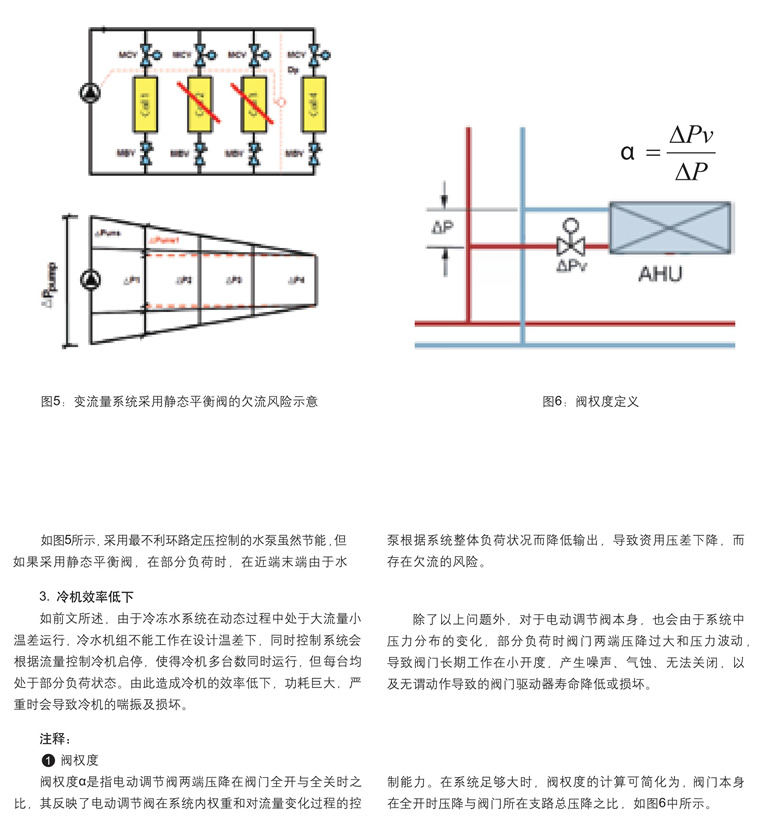 MCV MCV MCV MCV
Dp
Coil 1 Coil 2 Coil 3 Coil 4
MBV MBV MBV MBV
△Puns
△Puns1
△Ppump
△P1 △P2 △P3 △P4
图5：变流量系统采用静态平衡阀的欠流风险示意
α = ΔPv / ΔP
ΔP
ΔPv
AHU
图6：阀权度定义
如图5所示，采用最不利环路定压控制的水泵虽然节能，但
如果采用静态平衡阀，在部分负荷时，在近端末端由于水
泵根据系统整体负荷状况而降低输出，导致资用压差下降，而
存在欠流的风险。
3. 冷机效率低下
如前文所述，由于冷冻水系统在动态过程中处于大流量小
温差运行，冷水机组不能工作在设计温差下，同时控制系统会
根据流量控制冷机启停，使得冷机多台数同时运行，但每台均
处于部分负荷状态。由此造成冷机的效率低下，功耗巨大，严
重时会导致冷机的喘振及损坏。
除了以上问题外，对于电动调节阀本身，也会由于系统中
压力分布的变化，部分负荷时阀门两端压降过大和压力波动，
导致阀门长期工作在小开度，产生噪声、气蚀、无法关闭，以
及无谓动作导致的阀门驱动器寿命降低或损坏。
注释：
❶ 阀权度
阀权度α是指电动调节阀两端压降在阀门全开与全关时之
比，其反映了电动调节阀在系统内权重和对流量变化过程的控
制能力。在系统足够大时，阀权度的计算可简化为，阀门本身
在全开时压降与阀门所在支路总压降之比，如图6中所示。